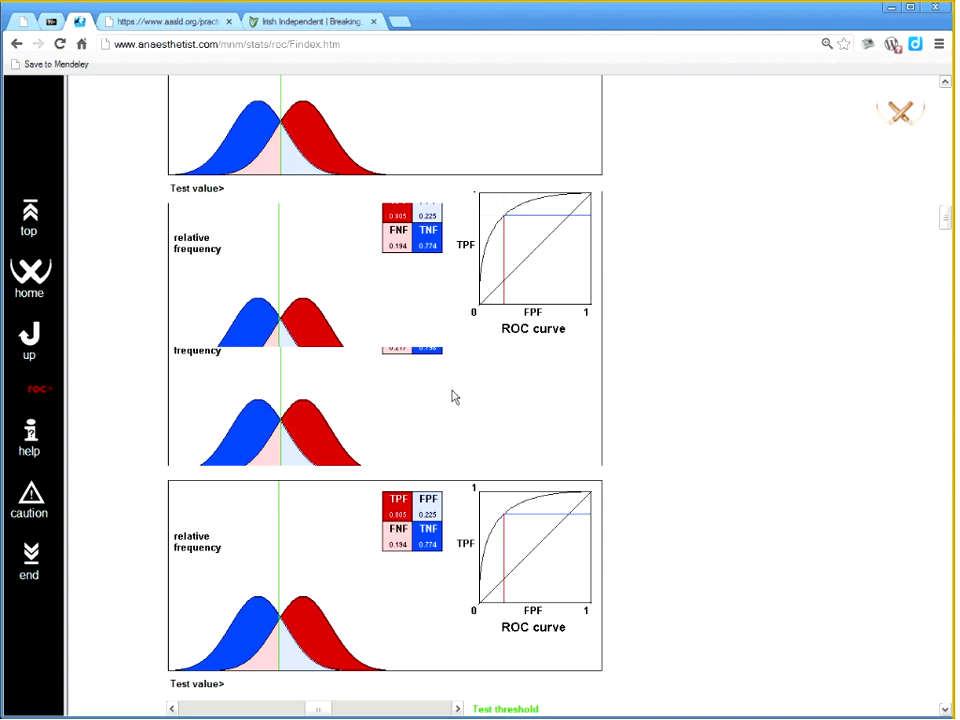 https://www.aasld.org/practi
Irish Independent | Breaking
www.anaesthetist.com/mnm/stats/roc/Findex.htm
Save to Mendeley
top
home
up
roc>
help
caution
end
Test value>
relative
frequency
0.805 0.225
FNF TNF
0.194 0.774
TPF
0 FPF 1
ROC curve
frequency
TPF FPF
0.805 0.225
FNF TNF
0.194 0.774
relative
frequency
1
TPF
0 FPF 1
ROC curve
Test value>
Test threshold